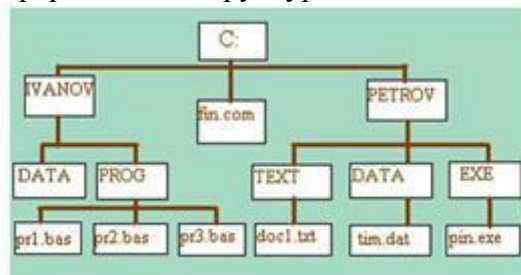 C:
IVANOV
fin.com
PETROV
DATA PROG TEXT DATA EXE
pr1.bas pr2.bas pr3.bas doc1.txt tim.dat pin.exe